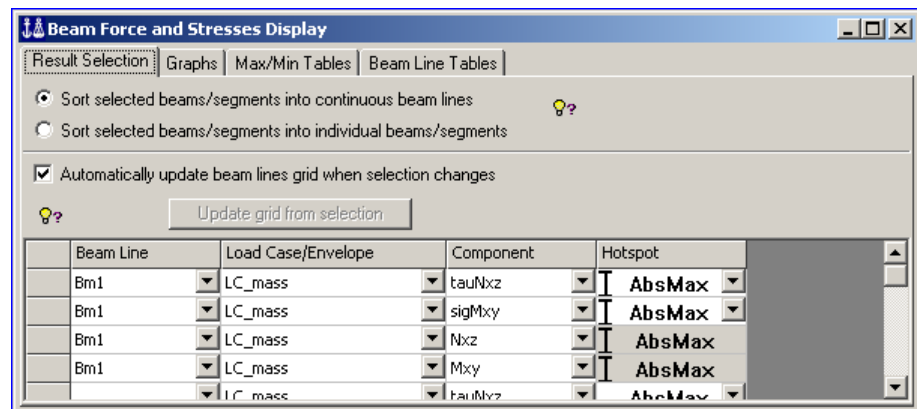 Beam Force and Stresses Display
Result Selection Graphs Max/Min Tables Beam Line Tables
Sort selected beams/segments into continuous beam lines
Sort selected beams/segments into individual beams/segments
Automatically update beam lines grid when selection changes
Update grid from selection
Beam Line Load Case/Envelope Component Hotspot
Bm1 LC_mass tauNxz AbsMax
Bm1 LC_mass sigMxy AbsMax
Bm1 LC_mass Nxz AbsMax
Bm1 LC_mass Mxy AbsMax
LC_mass tauNxz AbsMax